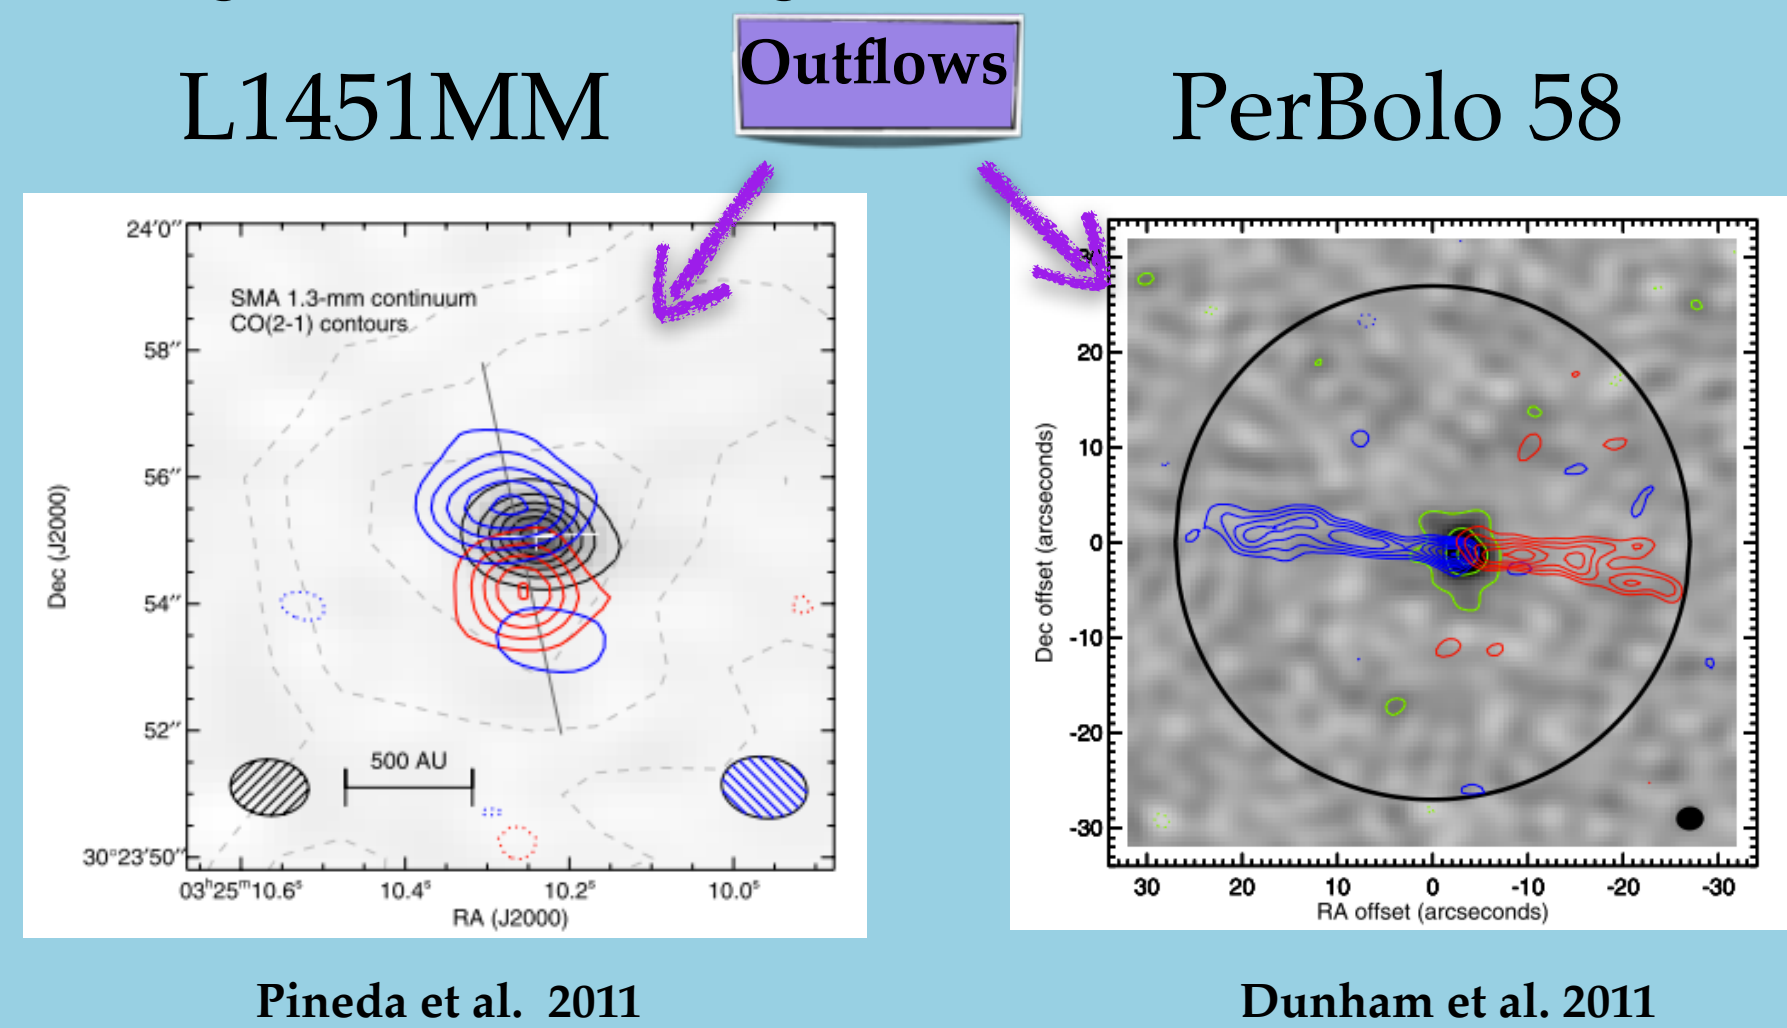 Outflows
L1451MM
PerBolo 58
24′0″
58″
56″
54″
52″
30°23′50″
Dec (J2000)
SMA 1.3-mm continuum
CO(2-1) contours
500 AU
03ʰ25ᵐ10.6ˢ 10.4ˢ 10.2ˢ 10.0ˢ
RA (J2000)
20
10
0
-10
-20
-30
Dec offset (arcseconds)
30 20 10 0 -10 -20 -30
RA offset (arcseconds)
Pineda et al. 2011
Dunham et al. 2011